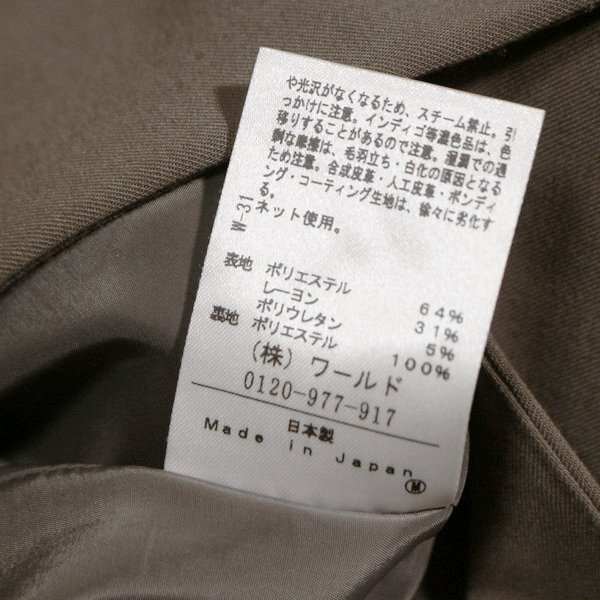 や光沢がなくなるため、スチーム禁止。引
っかけに注意。インディゴ等濃色品は、色
移りすることがあるので注意。湿潤での過
剰な摩擦は、毛羽立ち・白化の原因となる
ため注意。合成皮革・人工皮革・ボンディ
ング・コーティング生地は、徐々に劣化す
る。
ネット使用。
W-31
表地 ポリエステル 64%
レーヨン 31%
ポリウレタン 5%
裏地 ポリエステル 100%
(株) ワールド
0120-977-917
日本製
Made in Japan
M